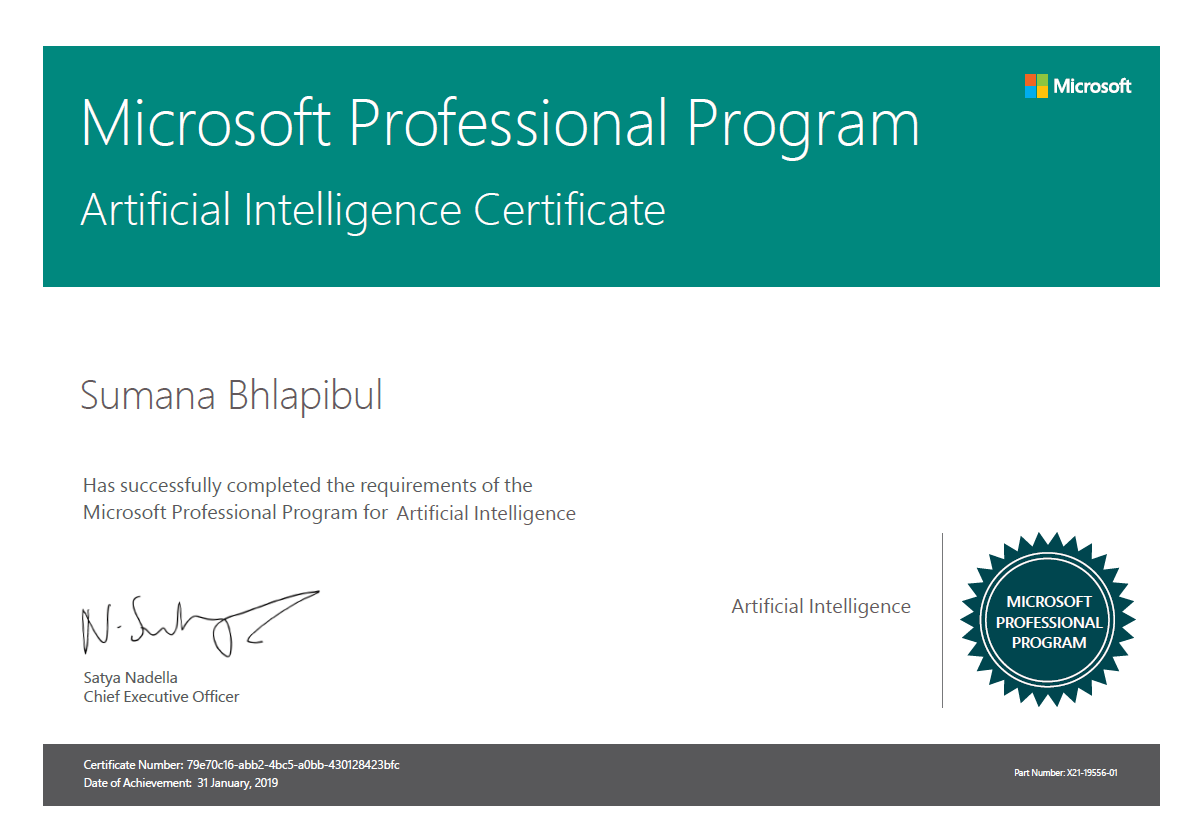 Microsoft
Microsoft Professional Program
Artificial Intelligence Certificate
Sumana Bhlapibul
Has successfully completed the requirements of the
Microsoft Professional Program for Artificial Intelligence
Satya Nadella
Chief Executive Officer
Artificial Intelligence
MICROSOFT
PROFESSIONAL
PROGRAM
Certificate Number: 79e70c16-abb2-4bc5-a0bb-430128423bfc
Date of Achievement: 31 January, 2019
Part Number: X21-19556-01